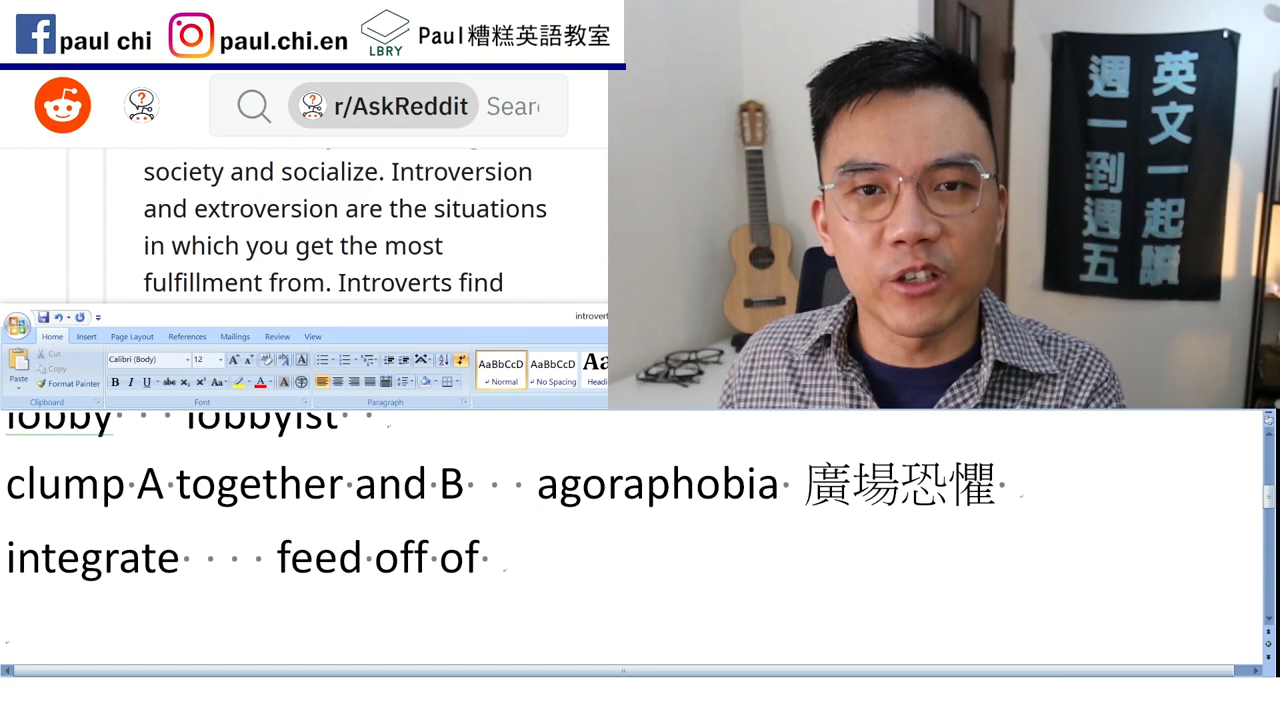 paul chi
paul.chi.en
LBRY
Paul糟糕英語教室
r/AskReddit
society and socialize. Introversion
and extroversion are the situations
in which you get the most
fulfillment from. Introverts find
introvert
Home Insert Page Layout References Mailings Review View
Paste
Cut
Copy
Format Painter
Clipboard
Calibri (Body) 12
Font
Paragraph
AaBbCcD AaBbCcD
Normal No Spacing
lobby lobbyist
clump A together and B agoraphobia 廣場恐懼
integrate feed off of
英文一起讀
週一到週五